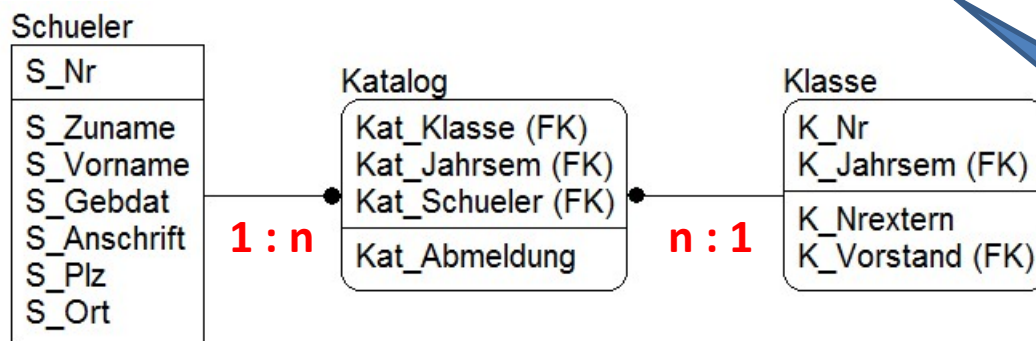 Schueler
S_Nr
S_Zuname
S_Vorname
S_Gebdat
S_Anschrift
S_Plz
S_Ort
1 : n
Katalog
Kat_Klasse (FK)
Kat_Jahrsem (FK)
Kat_Schueler (FK)
Kat_Abmeldung
n : 1
Klasse
K_Nr
K_Jahrsem (FK)
K_Nrextern
K_Vorstand (FK)